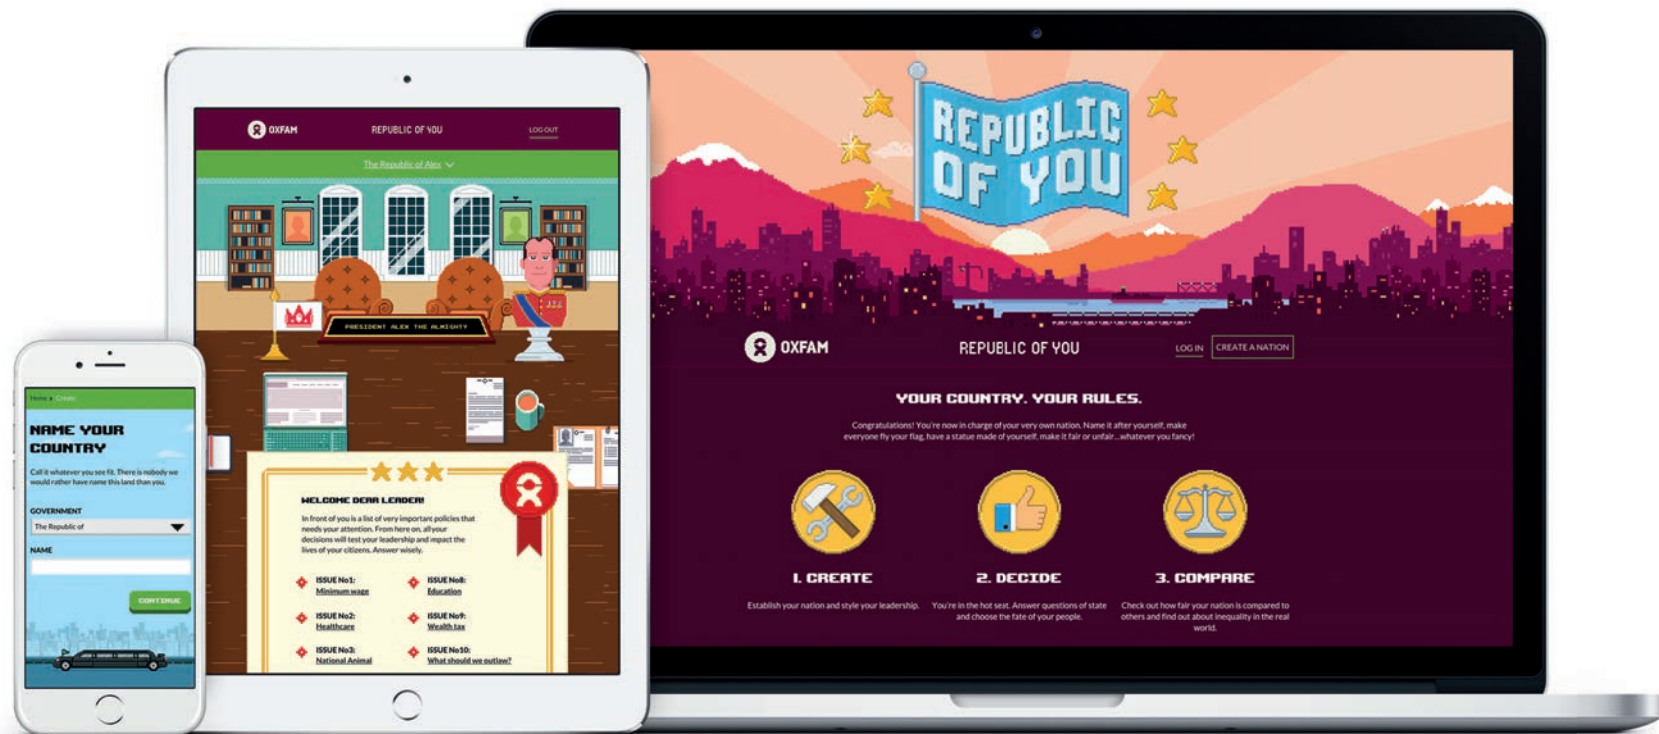 Home ▸ Create
NAME YOUR
COUNTRY
Call it whatever you see fit. There is nobody we
would rather have name this land than you.
GOVERNMENT
The Republic of
NAME
CONTINUE
OXFAM
REPUBLIC OF YOU
LOG OUT
The Republic of Alex
PRESIDENT ALEX THE ALMIGHTY
WELCOME DEAR LEADER!
In front of you is a list of very important policies that
needs your attention. From here on, all your
decisions will test your leadership and impact the
lives of your citizens. Answer wisely.
ISSUE No1:
Minimum wage
ISSUE No2:
Healthcare
ISSUE No3:
National Animal
ISSUE No8:
Education
ISSUE No9:
Wealth tax
ISSUE No10:
What should we outlaw?
REPUBLIC
OF YOU
OXFAM
REPUBLIC OF YOU
LOG IN
CREATE A NATION
YOUR COUNTRY. YOUR RULES.
Congratulations! You're now in charge of your very own nation. Name it after yourself, make
everyone fly your flag, have a statue made of yourself, make it fair or unfair...whatever you fancy!
1. CREATE
Establish your nation and style your leadership.
2. DECIDE
You're in the hot seat. Answer questions of state
and choose the fate of your people.
3. COMPARE
Check out how fair your nation is compared to
others and find out about inequality in the real
world.